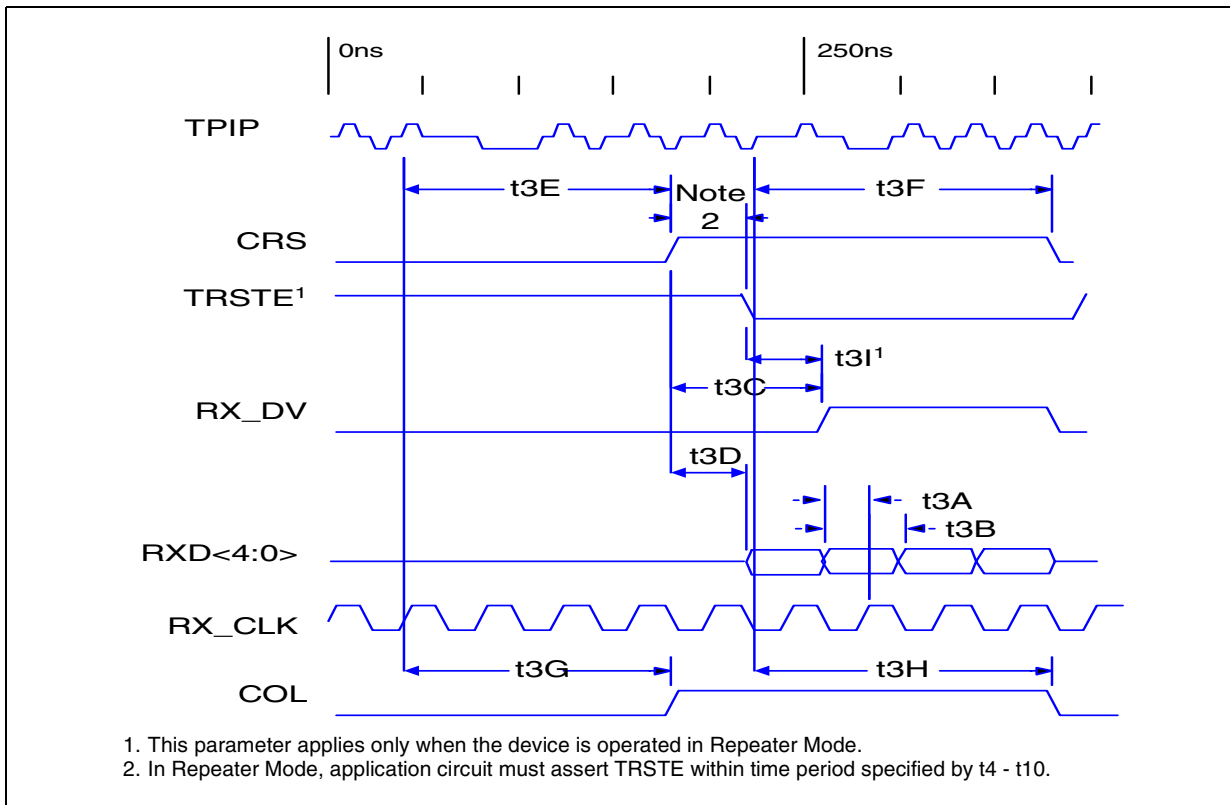 0ns 250ns
TPIP
t3E Note 2 t3F
CRS
TRSTE¹
t3I¹
t3C
RX_DV
t3D
t3A
t3B
RXD<4:0>
RX_CLK
t3G t3H
COL
1. This parameter applies only when the device is operated in Repeater Mode.
2. In Repeater Mode, application circuit must assert TRSTE within time period specified by t4 - t10.